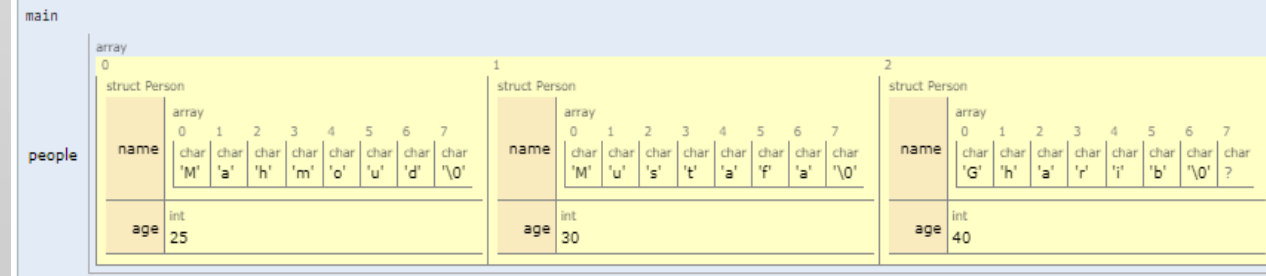 main
array
0 1 2
struct Person struct Person struct Person
array array array
0 1 2 3 4 5 6 7 0 1 2 3 4 5 6 7 0 1 2 3 4 5 6 7
people name char char char char char char char char name char char char char char char char char name char char char char char char char char
'M' 'a' 'h' 'm' 'o' 'u' 'd' '\0' 'M' 'u' 's' 't' 'a' 'f' 'a' '\0' 'G' 'h' 'a' 'r' 'i' 'b' '\0' ?
int int int
age 25 age 30 age 40